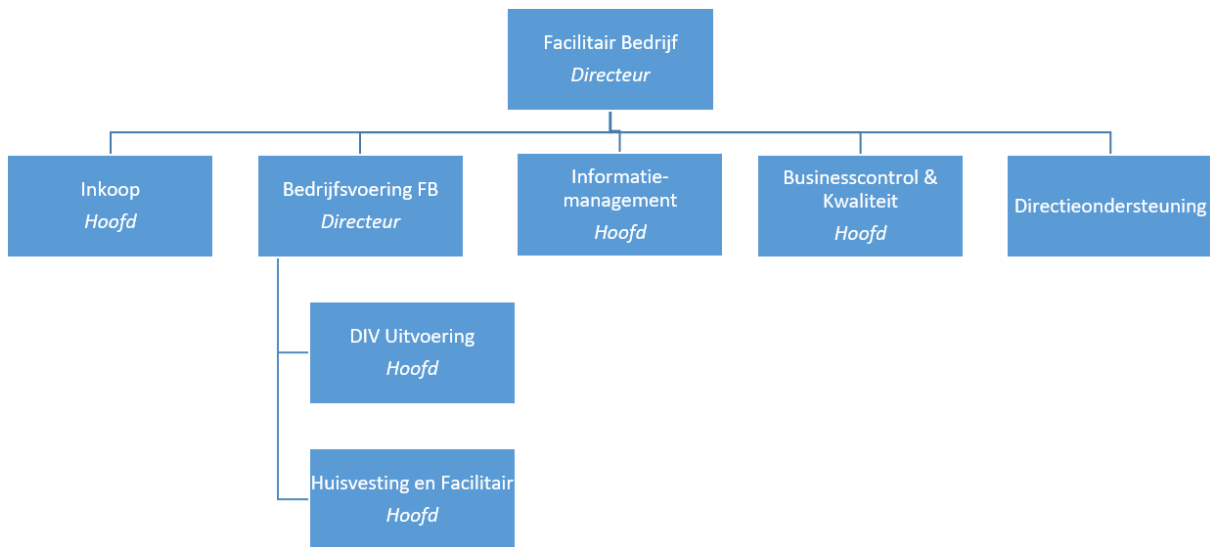 Facilitair Bedrijf
Directeur
Inkoop
Hoofd
Bedrijfsvoering FB
Directeur
Informatie-
management
Hoofd
Businesscontrol &
Kwaliteit
Hoofd
Directieondersteuning
DIV Uitvoering
Hoofd
Huisvesting en Facilitair
Hoofd